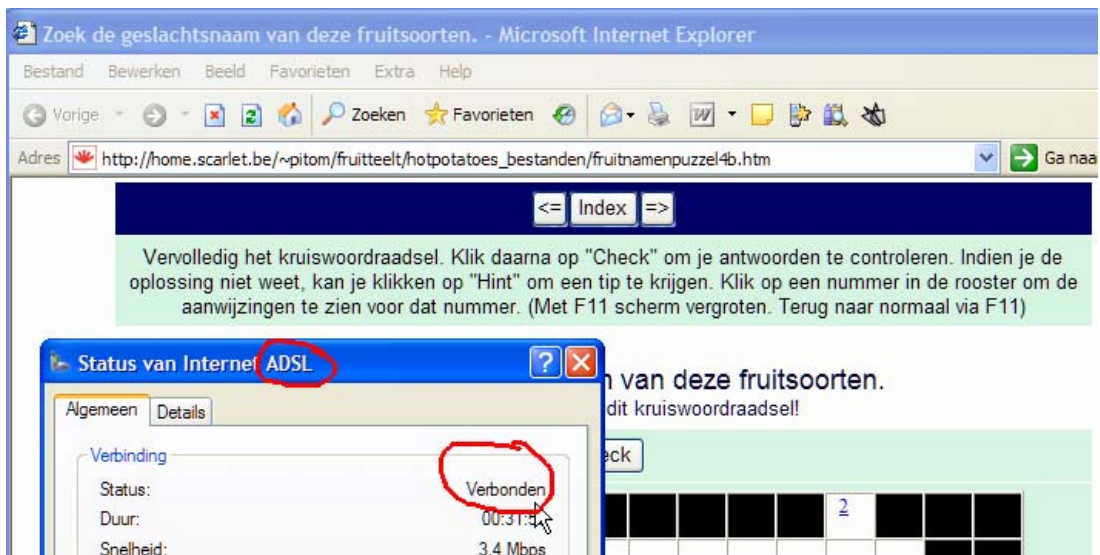 Zoek de geslachtsnaam van deze fruitsoorten. - Microsoft Internet Explorer
Bestand Bewerken Beeld Favorieten Extra Help
Vorige Zoeken Favorieten
Adres http://home.scarlet.be/~pitom/fruitteelt/hotpotatoes_bestanden/fruitnamenpuzzel4b.htm Ga naa
<= Index =>
Vervolledig het kruiswoordraadsel. Klik daarna op "Check" om je antwoorden te controleren. Indien je de
oplossing niet weet, kan je klikken op "Hint" om een tip te krijgen. Klik op een nummer in de rooster om de
aanwijzingen te zien voor dat nummer. (Met F11 scherm vergroten. Terug naar normaal via F11)
Status van Internet ADSL
van deze fruitsoorten.
Algemeen Details
dit kruiswoordraadsel!
Verbinding
eck
Status: Verbonden
2
Duur: 00:31:5
Snelheid: 3.4 Mbps